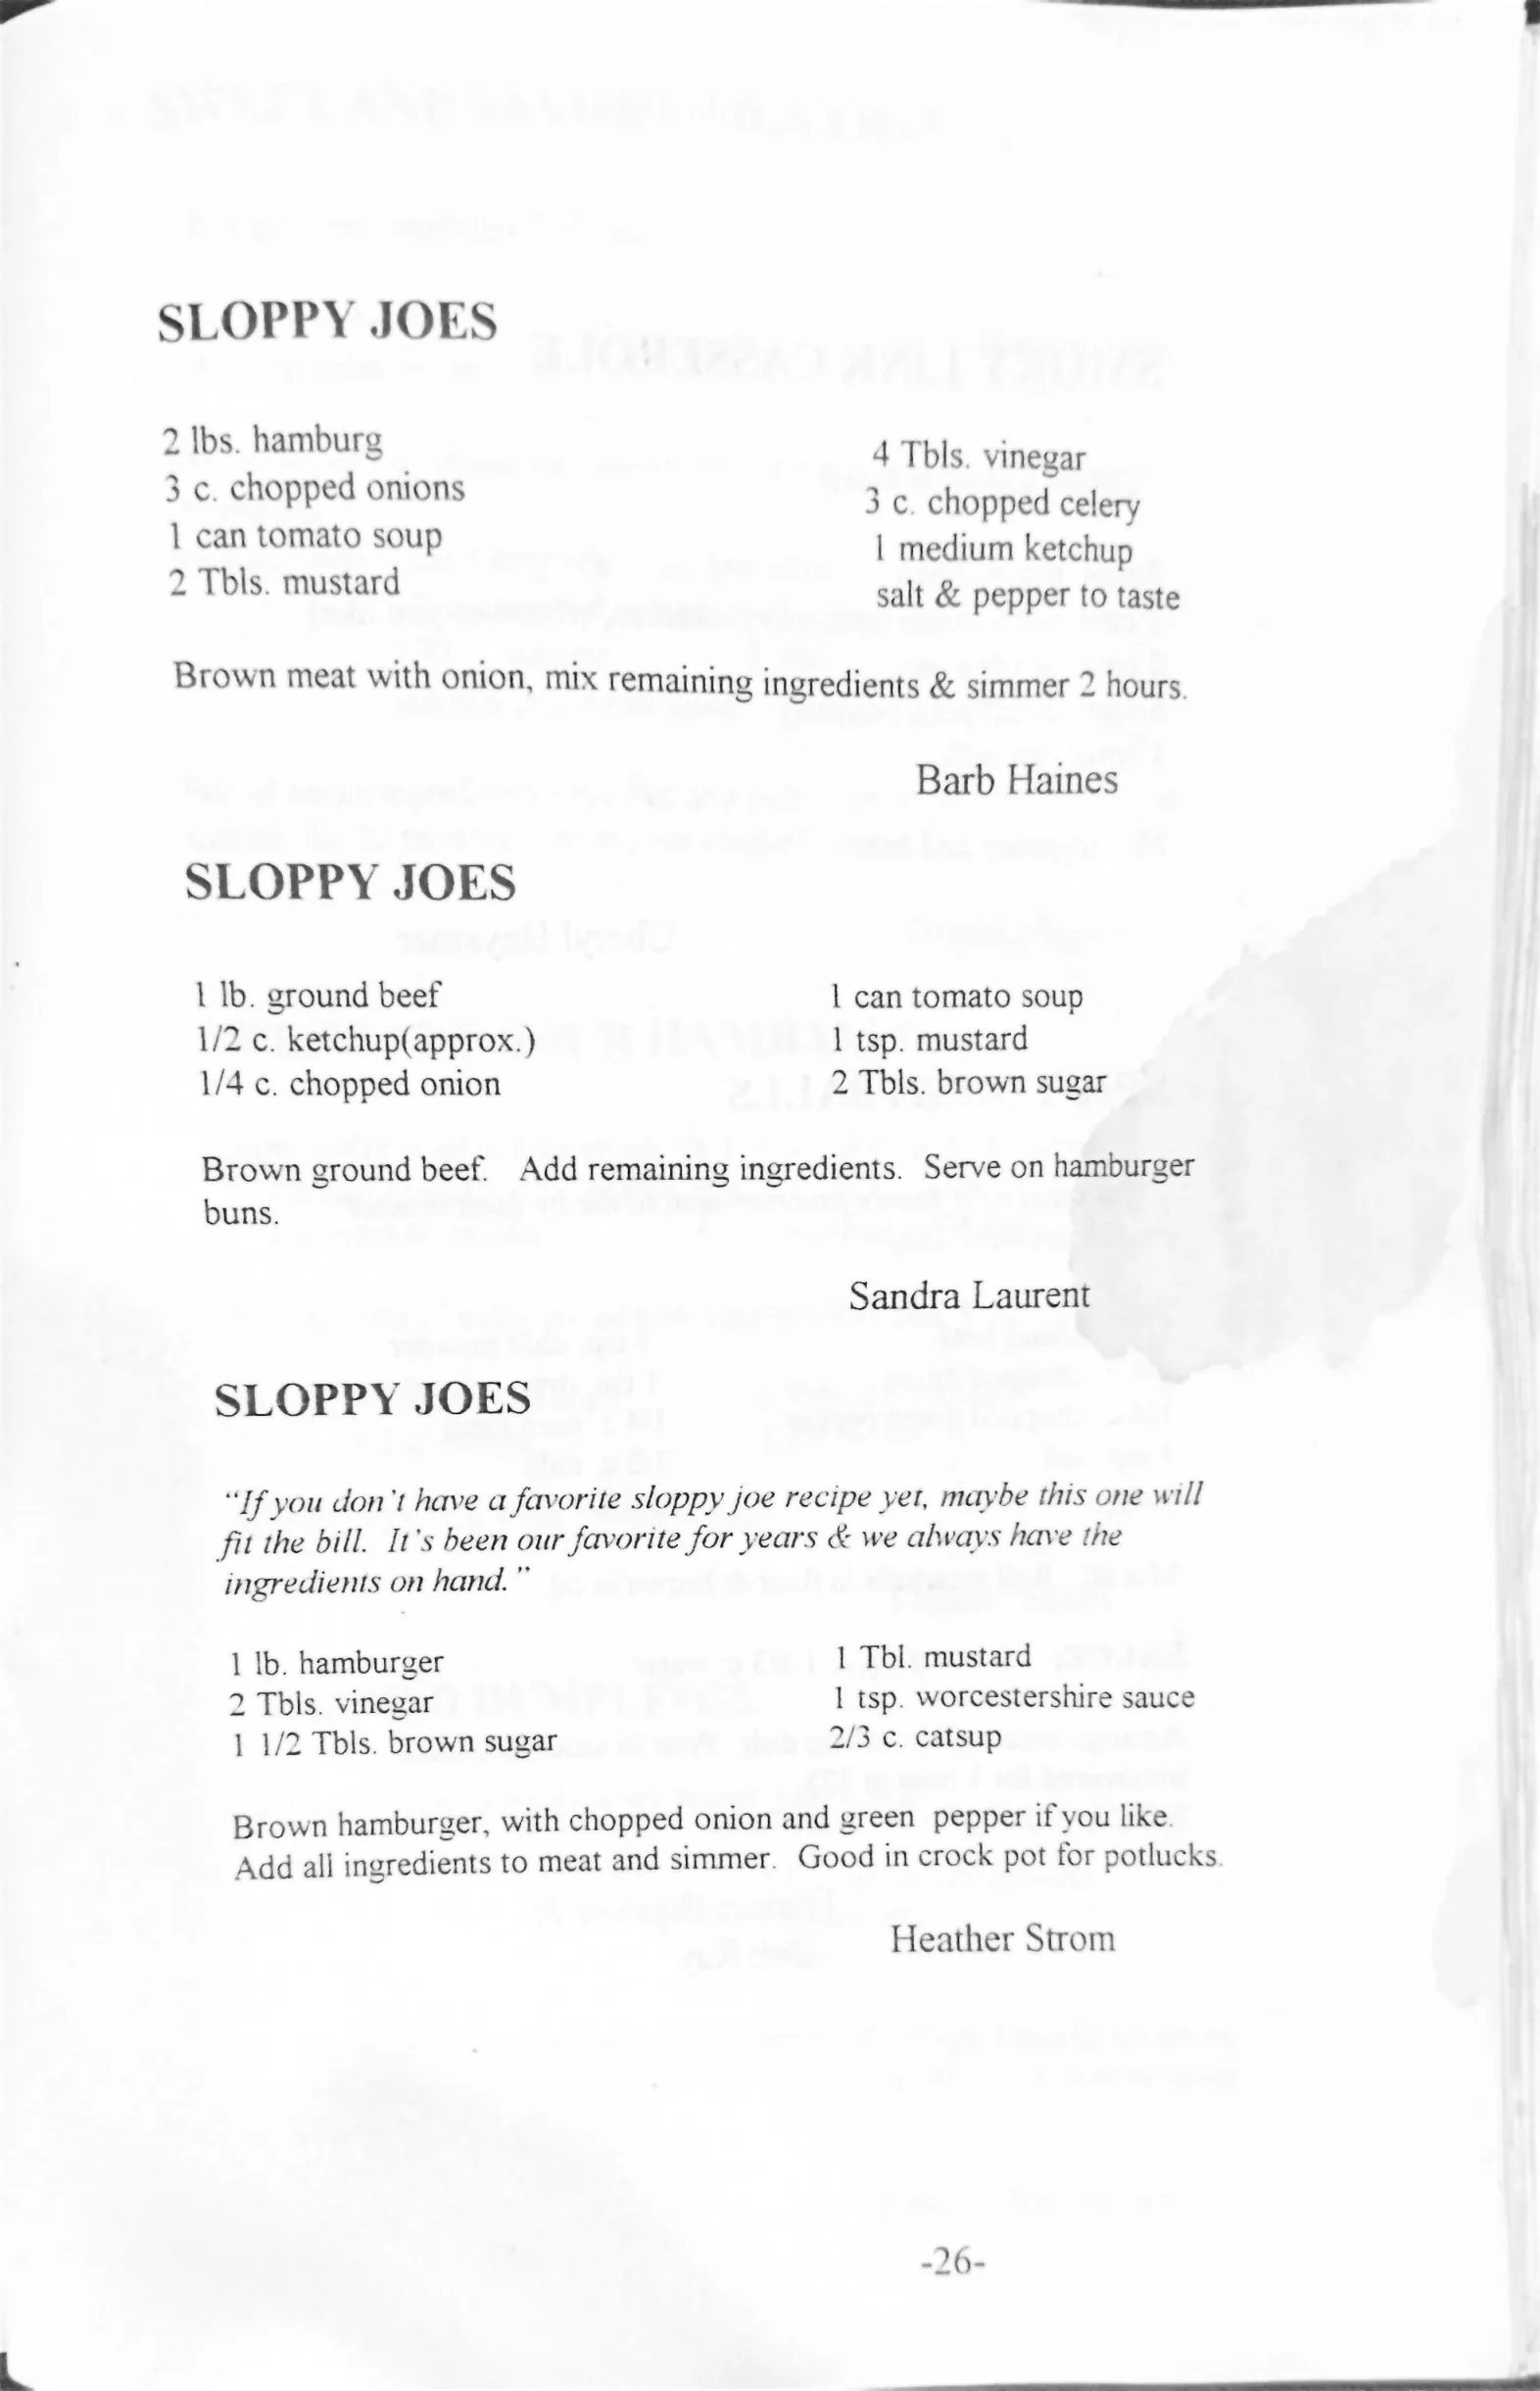 SLOPPY JOES
2 lbs. hamburg
3 c. chopped onions
1 can tomato soup
2 Tbls. mustard
4 Tbls. vinegar
3 c. chopped celery
1 medium ketchup
salt & pepper to taste
Brown meat with onion, mix remaining ingredients & simmer 2 hours.
Barb Haines
SLOPPY JOES
1 lb. ground beef
1/2 c. ketchup(approx.)
1/4 c. chopped onion
1 can tomato soup
1 tsp. mustard
2 Tbls. brown sugar
Brown ground beef. Add remaining ingredients. Serve on hamburger
buns.
Sandra Laurent
SLOPPY JOES
"If you don't have a favorite sloppy joe recipe yet, maybe this one will
fit the bill. It's been our favorite for years & we always have the
ingredients on hand."
1 lb. hamburger
2 Tbls. vinegar
1 1/2 Tbls. brown sugar
1 Tbl. mustard
1 tsp. worcestershire sauce
2/3 c. catsup
Brown hamburger, with chopped onion and green pepper if you like.
Add all ingredients to meat and simmer. Good in crock pot for potlucks.
Heather Strom
-26-